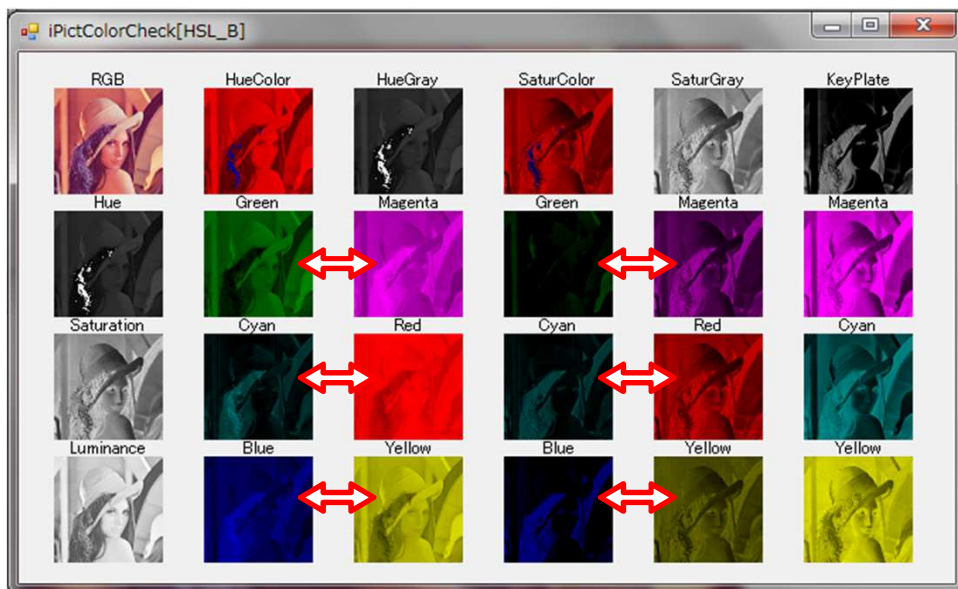 iPictColorCheck[HSL_B]
RGB HueColor HueGray SaturColor SaturGray KeyPlate
Hue Green Magenta Green Magenta Magenta
Saturation Cyan Red Cyan Red Cyan
Luminance Blue Yellow Blue Yellow Yellow